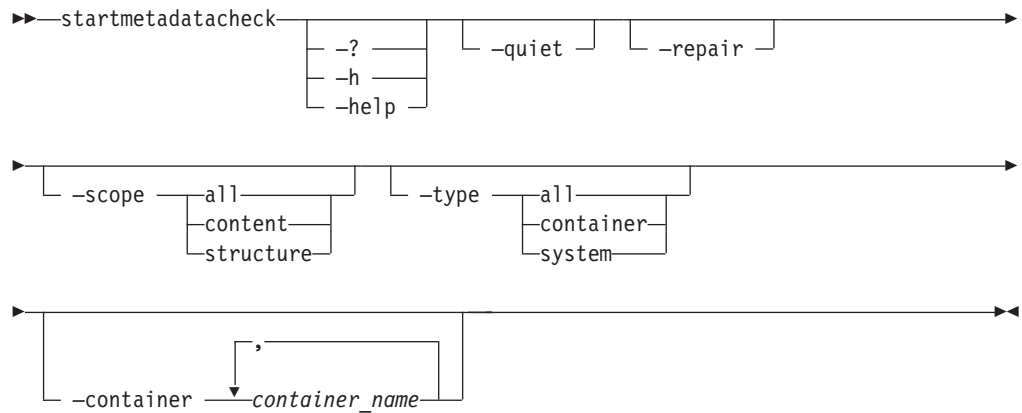 startmetadatacheck
–?
–h
–help
–quiet
–repair
–scope
all
content
structure
–type
all
container
system
–container
,
container_name